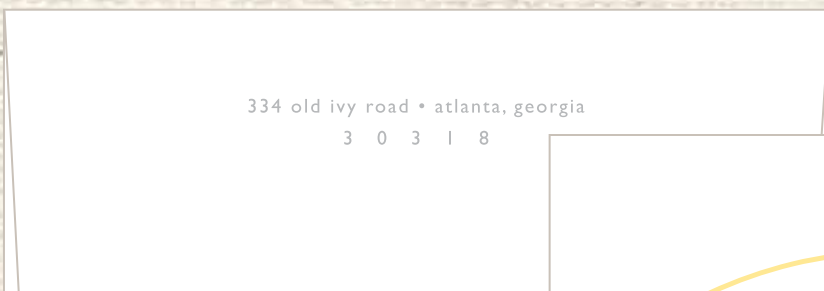 334 old ivy road • atlanta, georgia
3 0 3 1 8